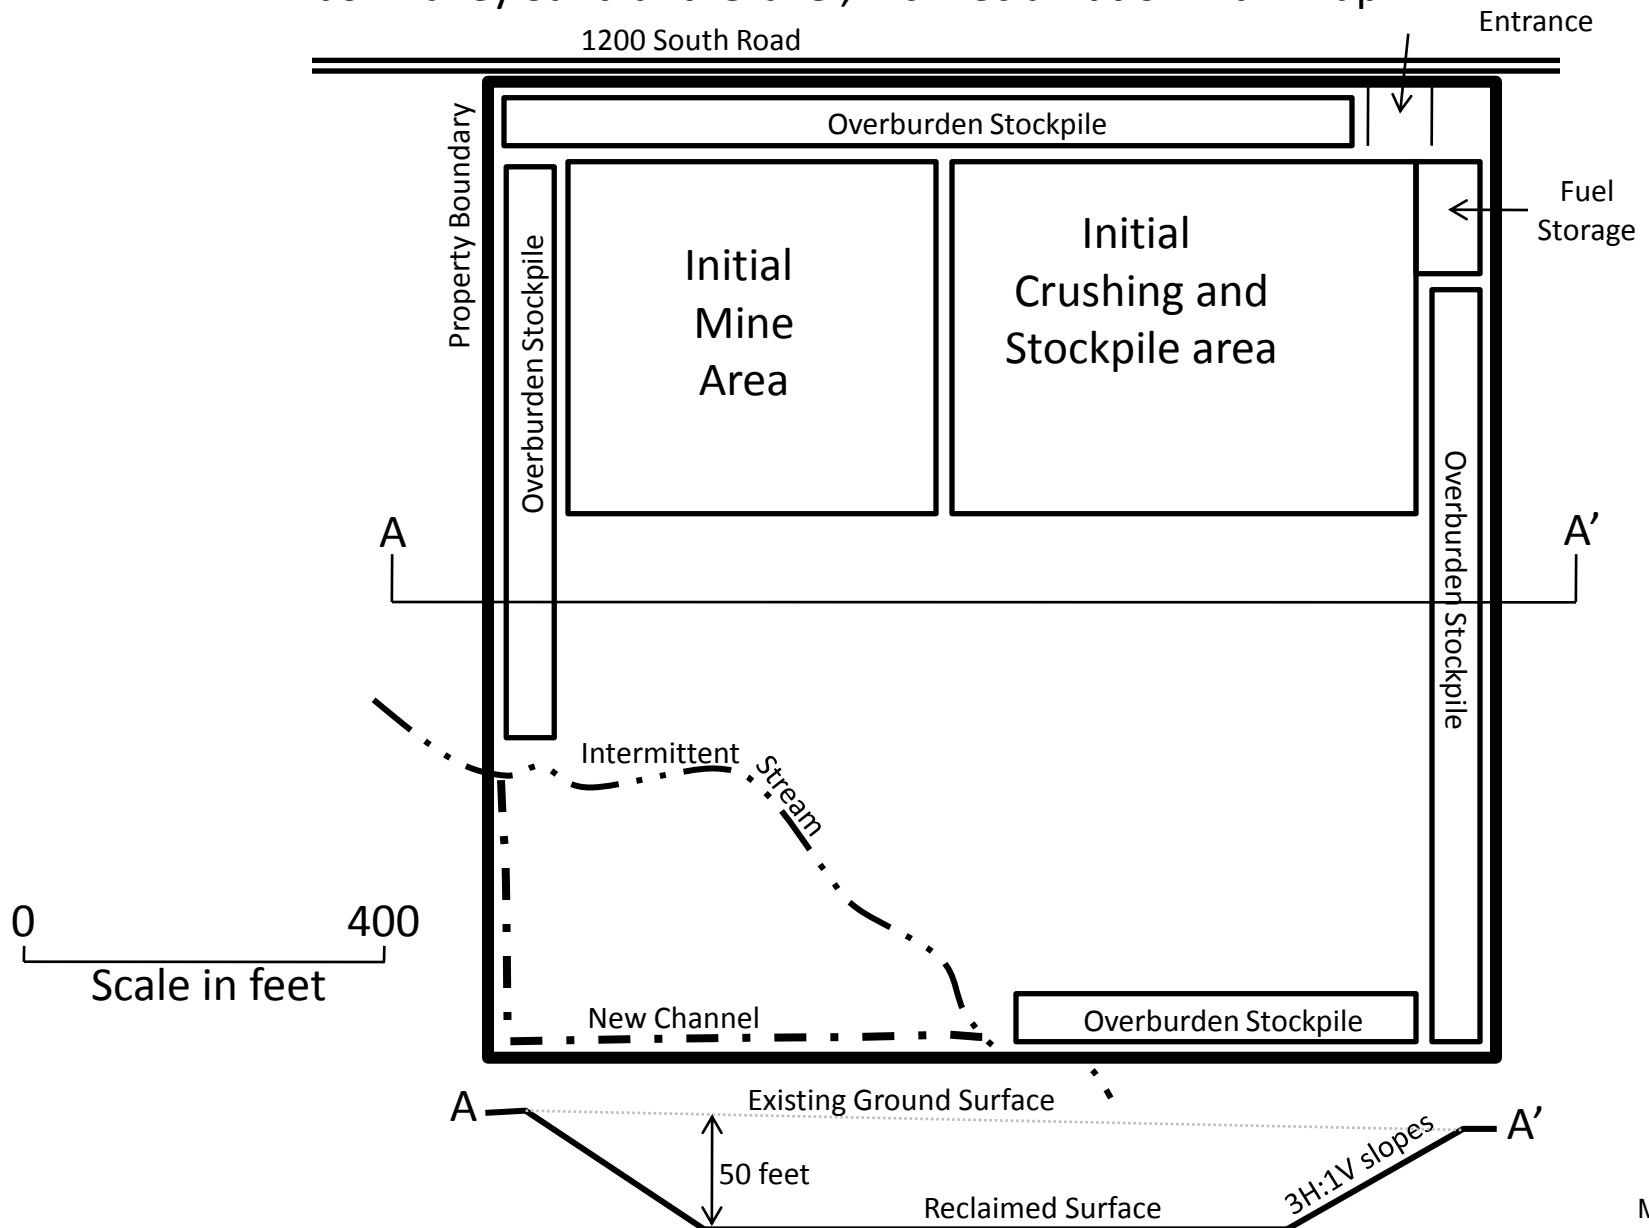 1200 South Road
Entrance
Property Boundary
Overburden Stockpile
Overburden Stockpile
Initial
Mine
Area
Initial
Crushing and
Stockpile area
Fuel
Storage
Overburden Stockpile
A
A’
Intermittent
Stream
0
400
Scale in feet
New Channel
Overburden Stockpile
A
Existing Ground Surface
A’
50 feet
3H:1V slopes
Reclaimed Surface